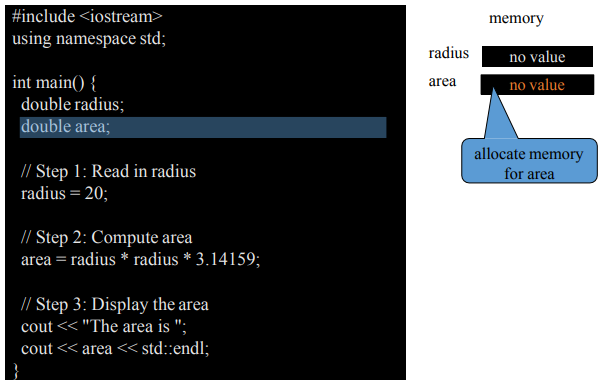 #include <iostream>
using namespace std;
int main() {
double radius;
double area;
// Step 1: Read in radius
radius = 20;
// Step 2: Compute area
area = radius * radius * 3.14159;
// Step 3: Display the area
cout << "The area is ";
cout << area << std::endl;
}
memory
radius no value
area no value
allocate memory
for area